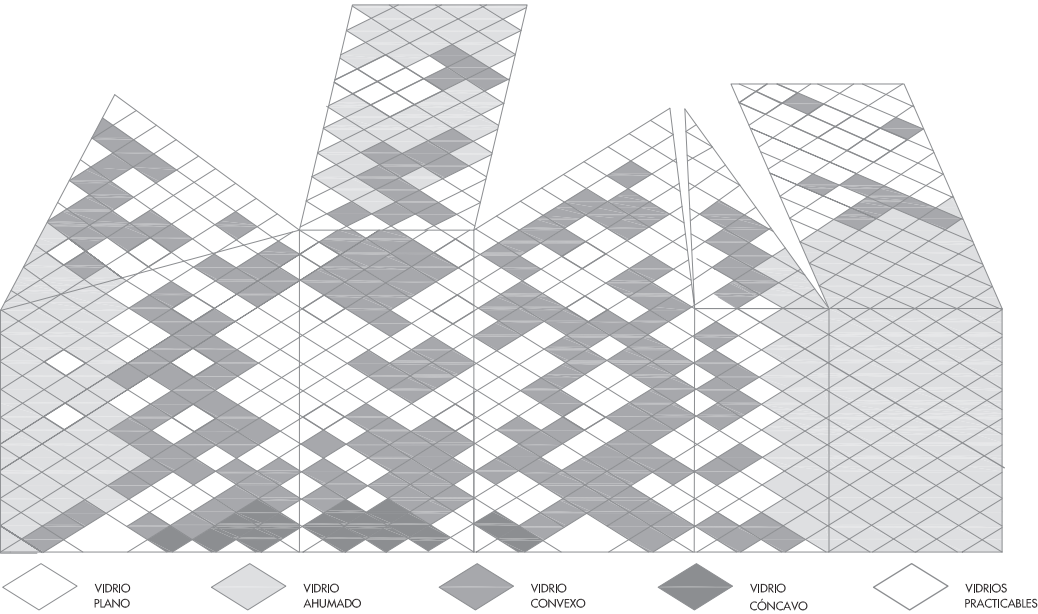 VIDRIO
PLANO
VIDRIO
AHUMADO
VIDRIO
CONVEXO
VIDRIO
CÓNCAVO
VIDRIOS
PRACTICABLES